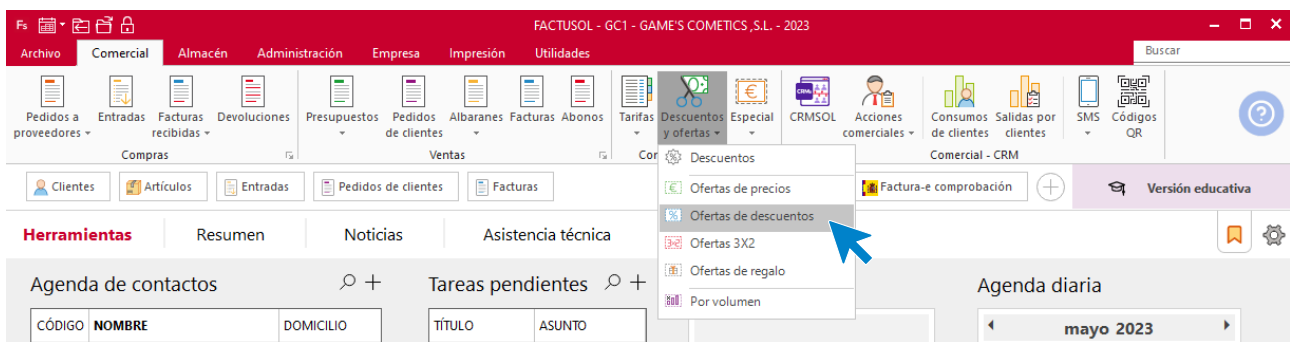 Fs FACTUSOL - GC1 - GAME'S COMETICS ,S.L. - 2023
Archivo Comercial Almacén Administración Empresa Impresión Utilidades Buscar
Pedidos a proveedores Entradas Facturas recibidas Devoluciones Presupuestos Pedidos de clientes Albaranes Facturas Abonos Tarifas Descuentos y ofertas Especial CRMSOL Acciones comerciales Consumos de clientes Salidas por clientes SMS Códigos QR
Compras Ventas Cor Comercial - CRM
Descuentos
Ofertas de precios
Ofertas de descuentos
Ofertas 3X2
Ofertas de regalo
Por volumen
Clientes Artículos Entradas Pedidos de clientes Facturas Factura-e comprobación Versión educativa
Herramientas Resumen Noticias Asistencia técnica
Agenda de contactos Tareas pendientes Agenda diaria
CÓDIGO NOMBRE DOMICILIO TÍTULO ASUNTO mayo 2023